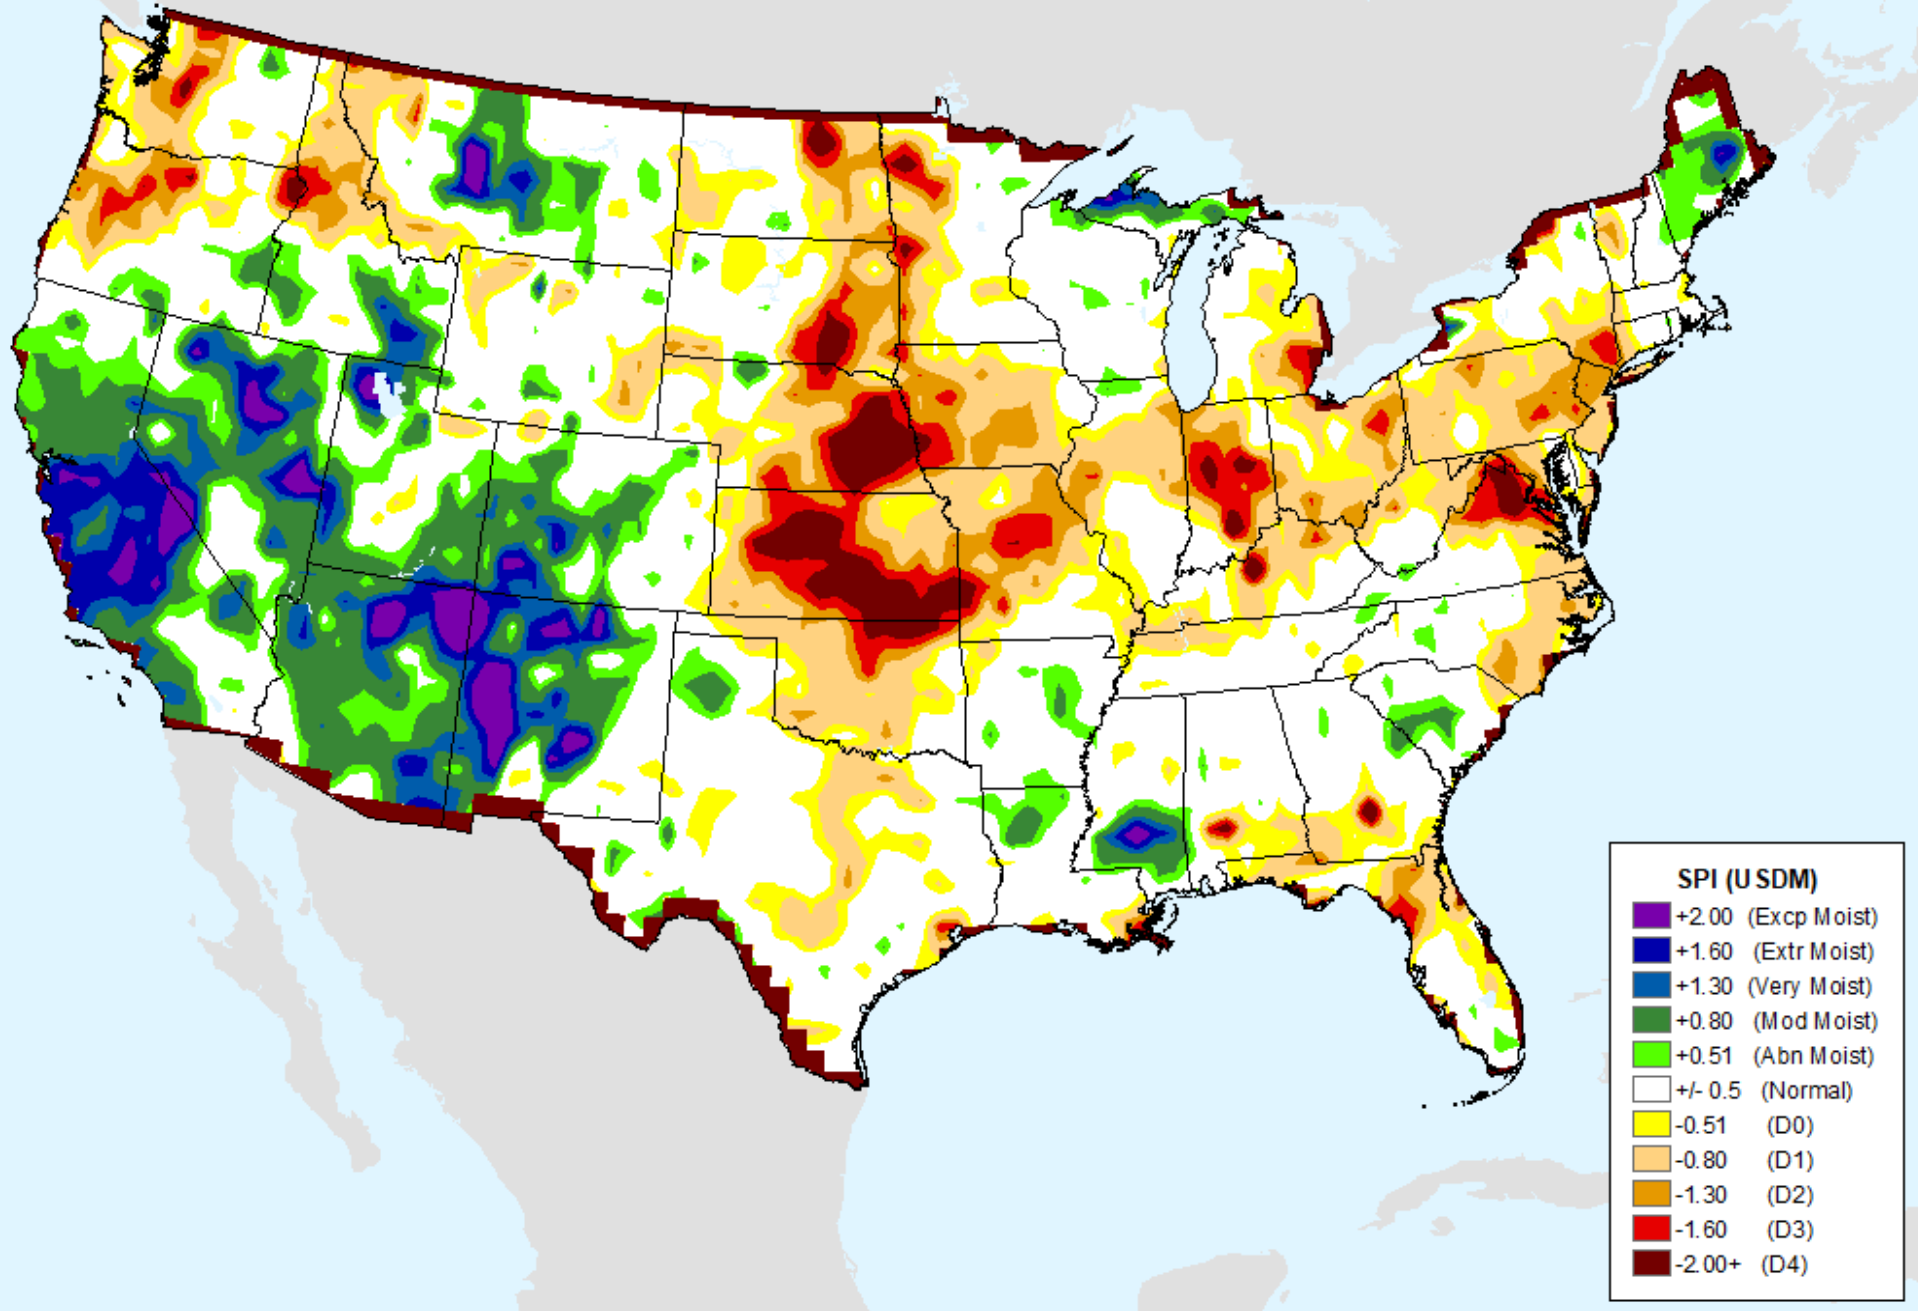 SPI (USDM)
+2.00 (Excp Moist)
+1.60 (Extr Moist)
+1.30 (Very Moist)
+0.80 (Mod Moist)
+0.51 (Abn Moist)
+/- 0.5 (Normal)
-0.51 (D0)
-0.80 (D1)
-1.30 (D2)
-1.60 (D3)
-2.00+ (D4)